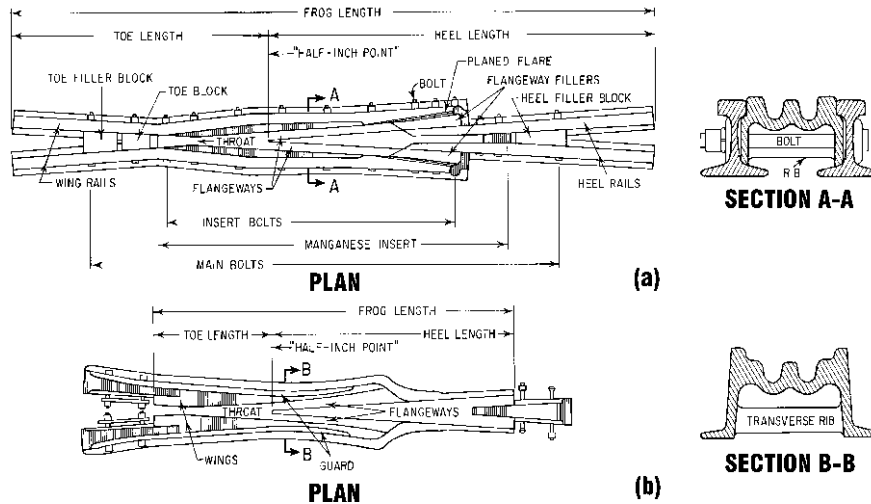 FROG LENGTH
TOE LENGTH
HEEL LENGTH
"HALF-INCH POINT"
PLANED FLARE
TOE FILLER BLOCK
TOE BLOCK
A
BOLT
FLANGEWAY FILLERS
HEEL FILLER BLOCK
THROAT
WING RAILS
FLANGEWAYS
A
HEEL RAILS
INSERT BOLTS
MANGANESE INSERT
MAIN BOLTS
PLAN
(a)
BOLT
RIB
SECTION A-A
FROG LENGTH
TOE LENGTH
HEEL LENGTH
"HALF-INCH POINT"
B
THROAT
FLANGEWAYS
WINGS
B
GUARD
PLAN
(b)
TRANSVERSE RIB
SECTION B-B